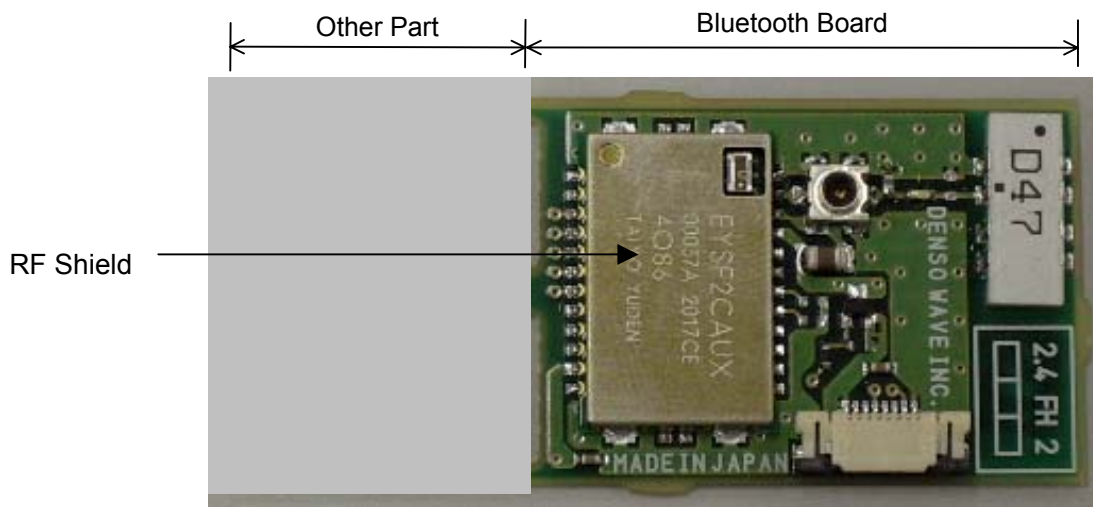 Other Part
Bluetooth Board
RF Shield
EYSF2CAUX
00057A 2017CE
4O86
TAIYO YUDEN
D47
DENSO WAVE INC.
2.4 FH 2
MADE IN JAPAN